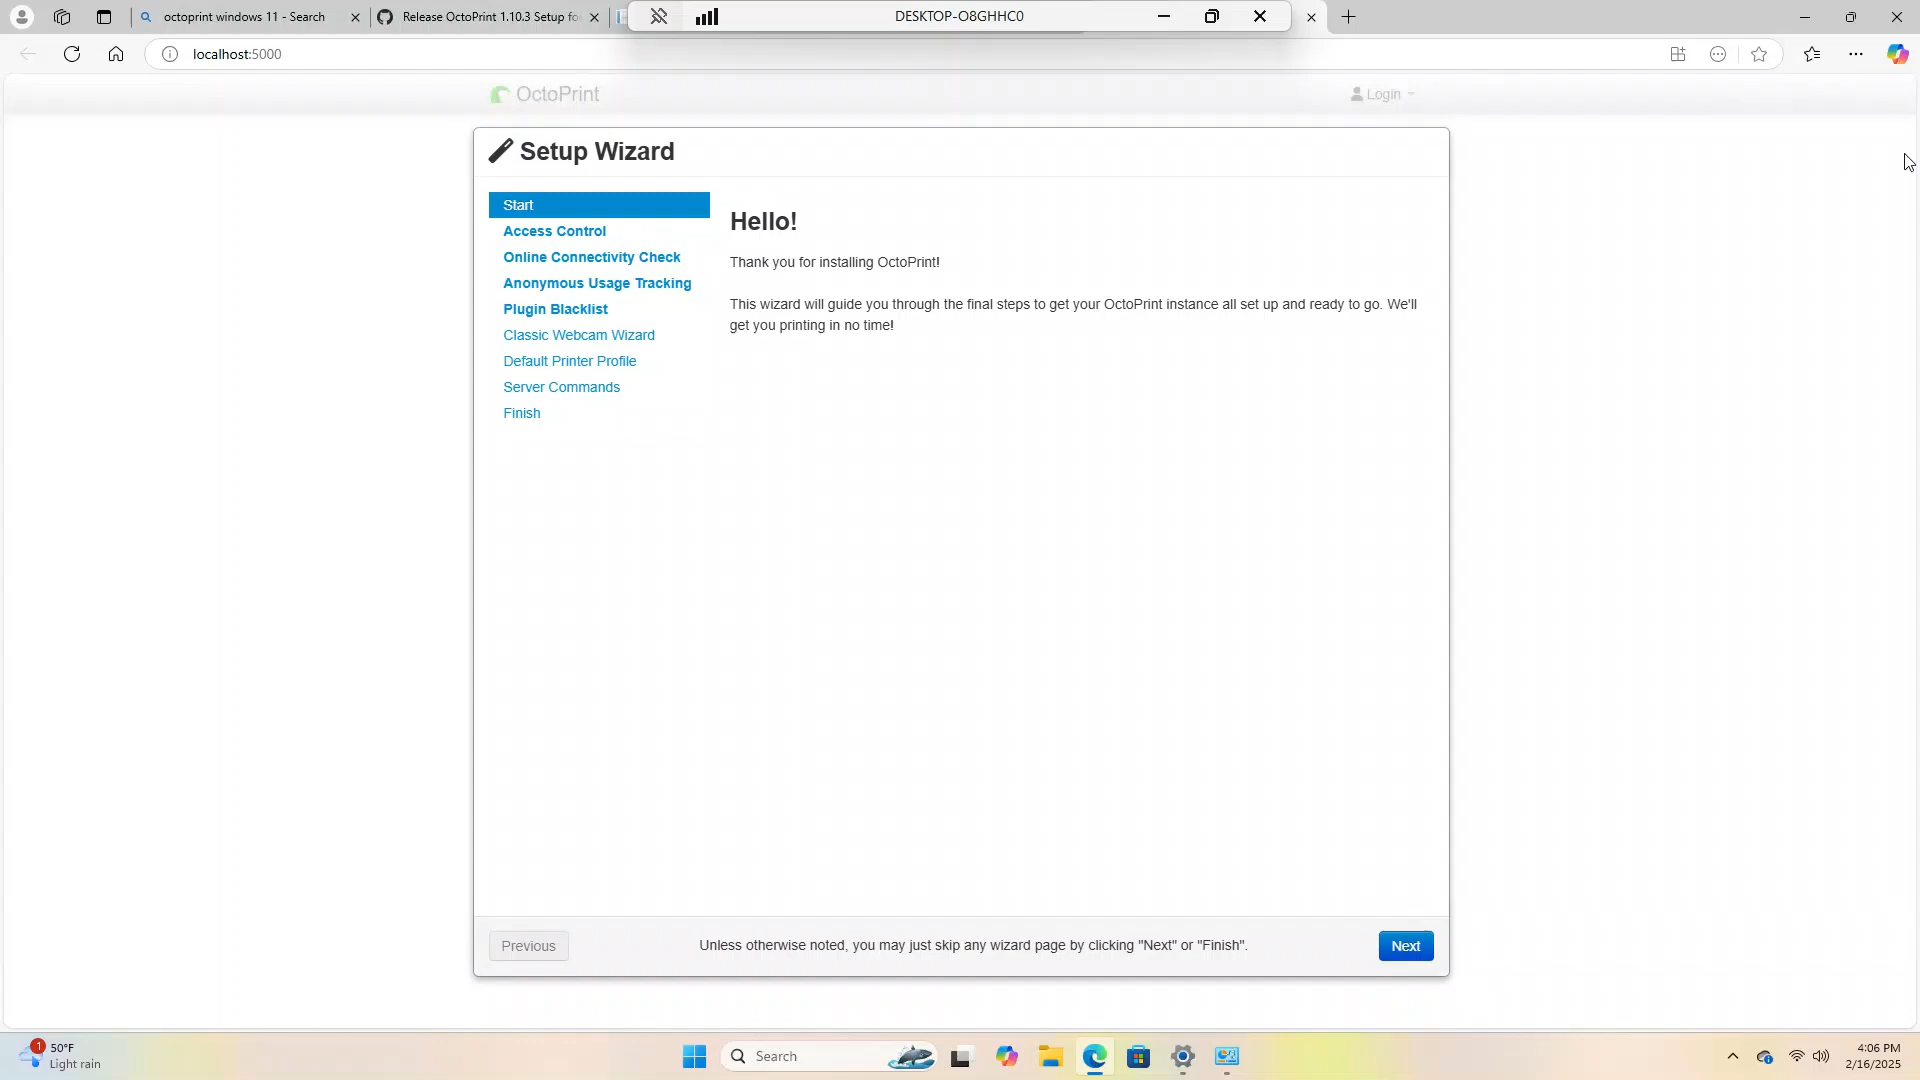 octoprint windows 11 - Search
Release OctoPrint 1.10.3 Setup fo
DESKTOP-O8GHHC0
localhost:5000
OctoPrint
Login
Setup Wizard
Start
Access Control
Online Connectivity Check
Anonymous Usage Tracking
Plugin Blacklist
Classic Webcam Wizard
Default Printer Profile
Server Commands
Finish
Hello!
Thank you for installing OctoPrint!
This wizard will guide you through the final steps to get your OctoPrint instance all set up and ready to go. We'll
get you printing in no time!
Previous
Unless otherwise noted, you may just skip any wizard page by clicking "Next" or "Finish".
Next
1
50°F
Light rain
Search
4:06 PM
2/16/2025